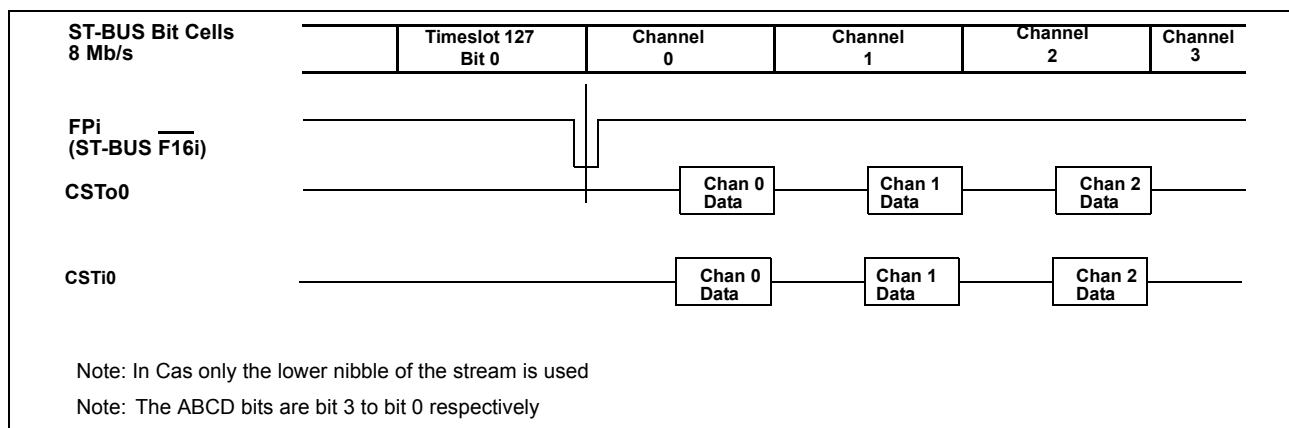 ST-BUS Bit Cells
8 Mb/s
Timeslot 127
Bit 0
Channel
0
Channel
1
Channel
2
Channel
3
FPi
(ST-BUS F16i)
CSTo0
Chan 0
Data
Chan 1
Data
Chan 2
Data
CSTi0
Chan 0
Data
Chan 1
Data
Chan 2
Data
Note: In Cas only the lower nibble of the stream is used
Note: The ABCD bits are bit 3 to bit 0 respectively